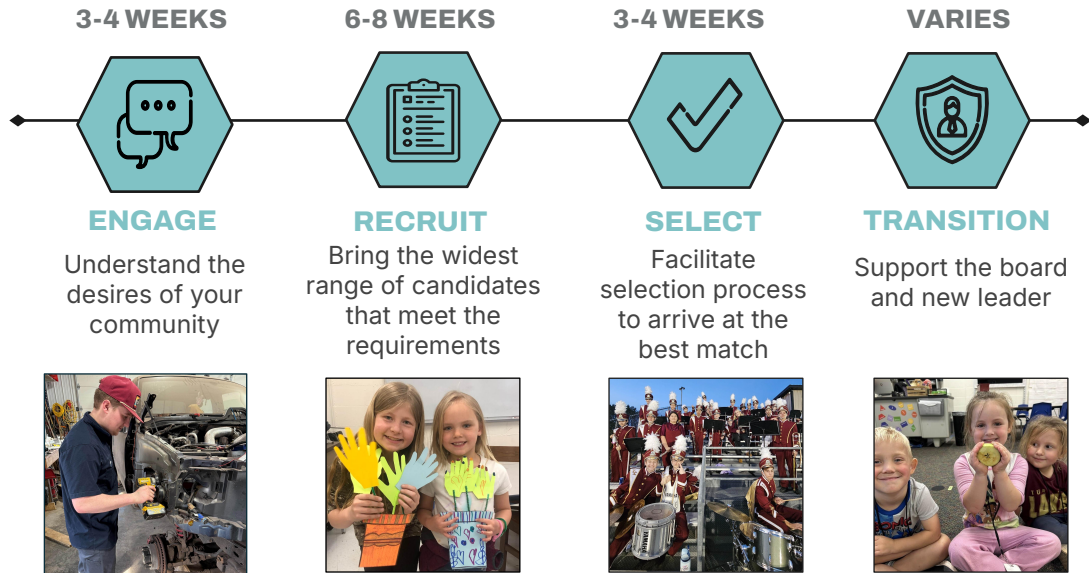 3-4 WEEKS
6-8 WEEKS
3-4 WEEKS
VARIES
ENGAGE
Understand the
desires of your
community
RECRUIT
Bring the widest
range of candidates
that meet the
requirements
SELECT
Facilitate
selection process
to arrive at the
best match
TRANSITION
Support the board
and new leader
YAMAHA